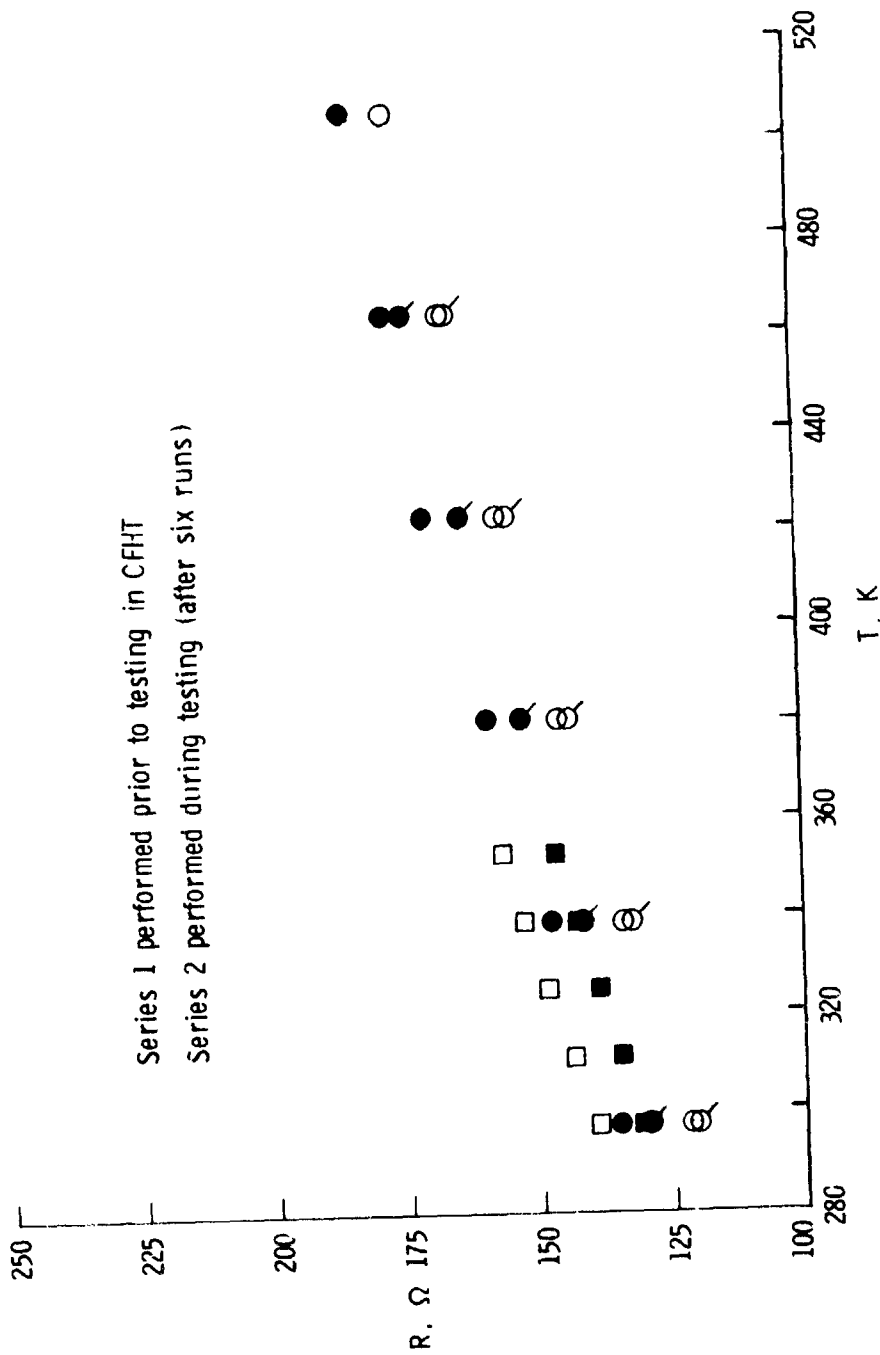 Series 1 performed prior to testing in CFHT
Series 2 performed during testing (after six runs)
250
225
200
R, Ω 175
150
125
100
280 320 360 400 440 480 520
T, K